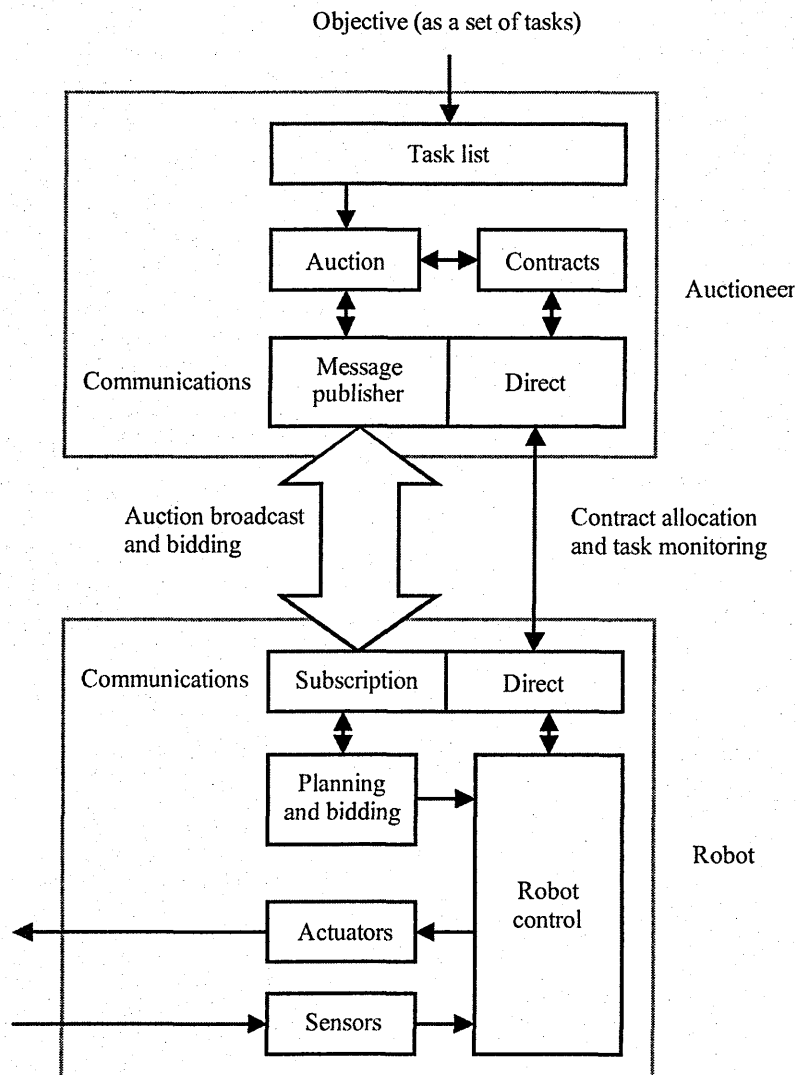 Objective (as a set of tasks)
Task list
Auction
Contracts
Auctioneer
Communications
Message
publisher
Direct
Auction broadcast
and bidding
Contract allocation
and task monitoring
Communications
Subscription
Direct
Planning
and bidding
Robot
Robot
control
Actuators
Sensors